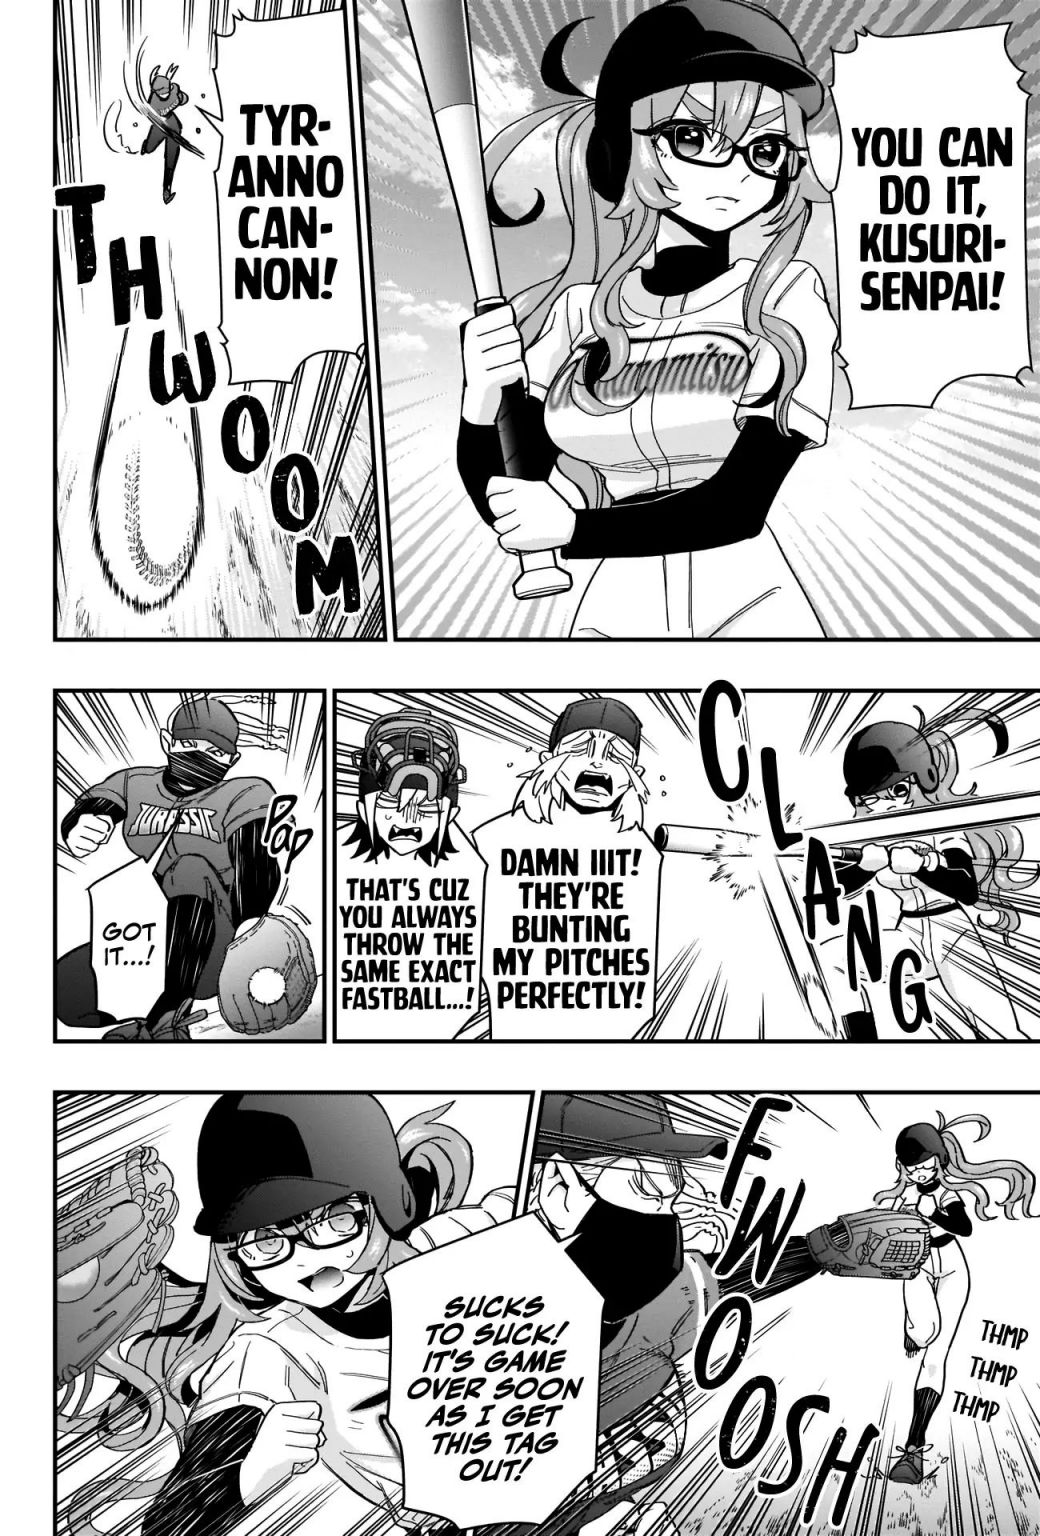 YOU CAN
DO IT,
KUSURI-
SENPAI!
TYR-
ANNO
CAN-
NON!
THWOOM
CLANG
DAMN IIIT!
THEY'RE
BUNTING
MY PITCHES
PERFECTLY!
THAT'S CUZ
YOU ALWAYS
THROW THE
SAME EXACT
FASTBALL...!
PAP
GOT
IT...!
FWOOSH
THMP
THMP
THMP
SUCKS
TO SUCK!
IT'S GAME
OVER SOON
AS I GET
THIS TAG
OUT!